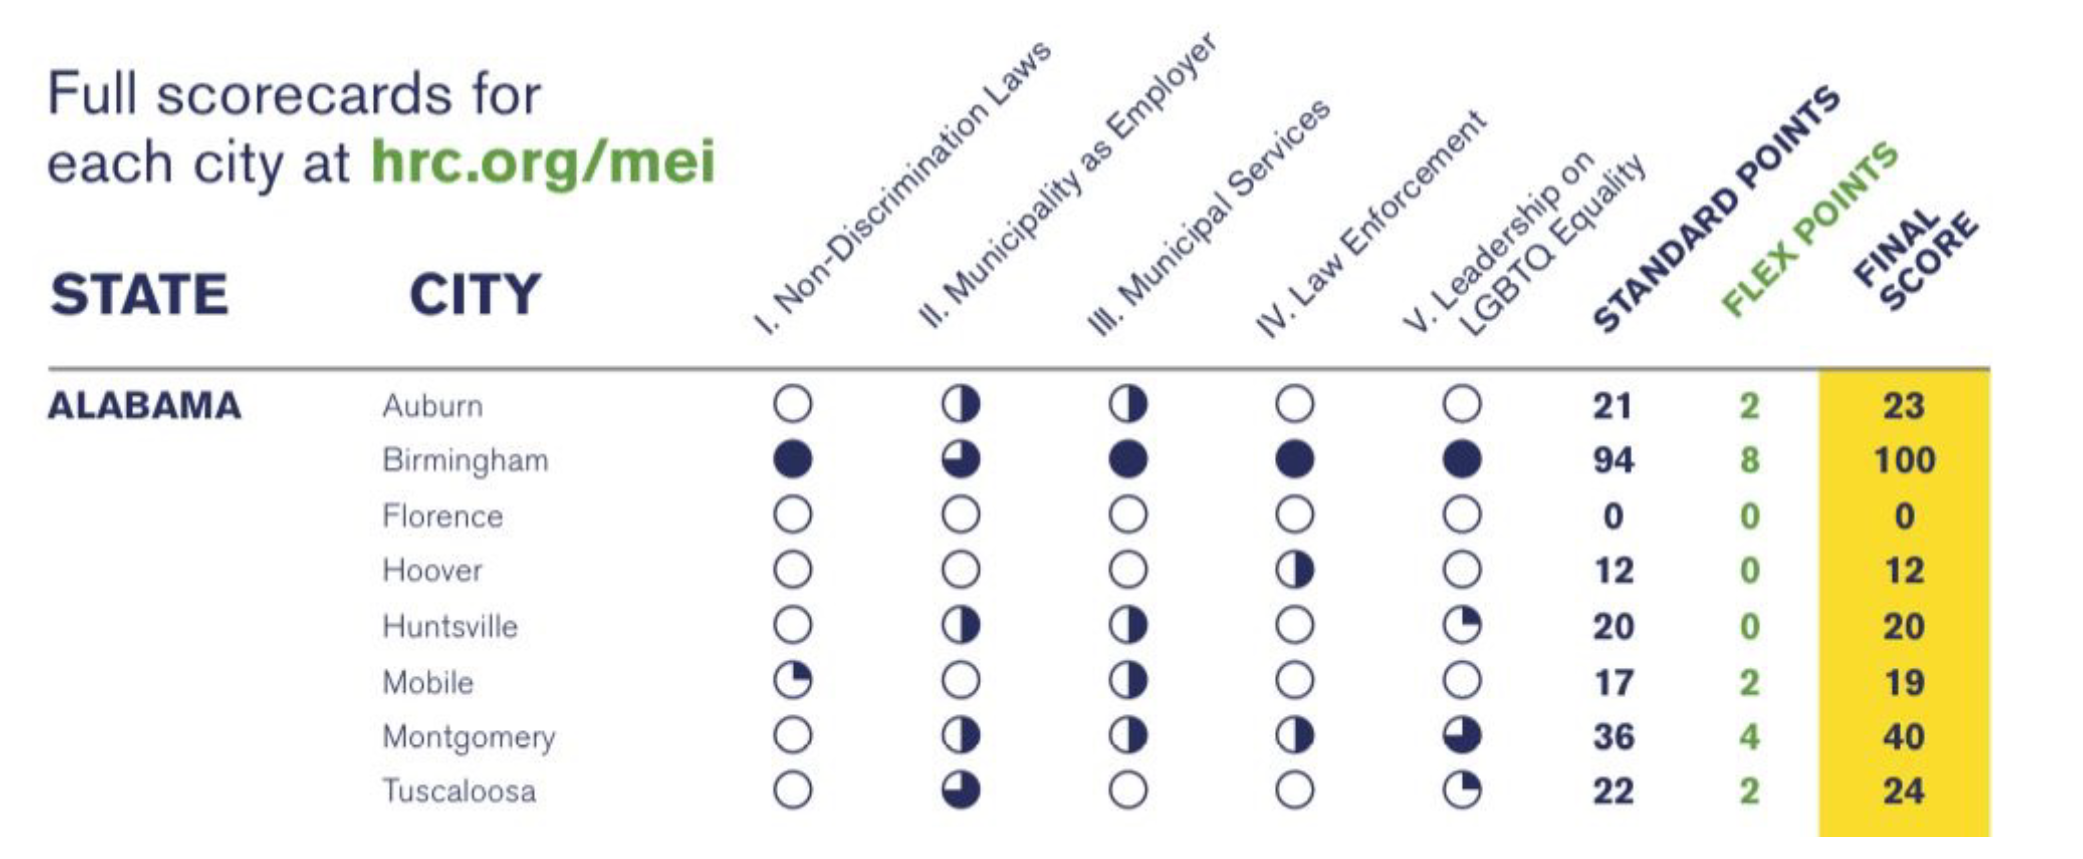 Full scorecards for
each city at hrc.org/mei
STATE CITY I. Non-Discrimination Laws II. Municipality as Employer III. Municipal Services IV. Law Enforcement V. Leadership on
LGBTQ Equality STANDARD POINTS FLEX POINTS FINAL
SCORE
ALABAMA Auburn 21 2 23
Birmingham 94 8 100
Florence 0 0 0
Hoover 12 0 12
Huntsville 20 0 20
Mobile 17 2 19
Montgomery 36 4 40
Tuscaloosa 22 2 24